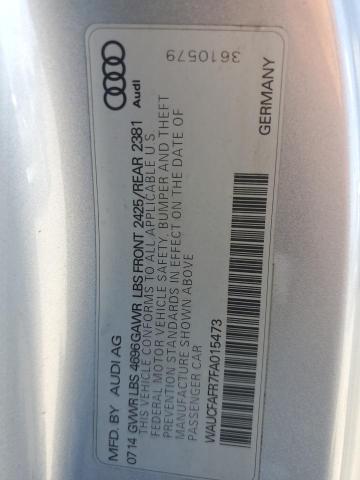 MFD. BY AUDI AG
0714 GVWR LBS 4696 GAWR LBS FRONT 2425/REAR 2381
THIS VEHICLE CONFORMS TO ALL APPLICABLE U S
FEDERAL MOTOR VEHICLE SAFETY, BUMPER AND THEFT
PREVENTION STANDARDS IN EFFECT ON THE DATE OF
MANUFACTURE SHOWN ABOVE
PASSENGER CAR
WAUCFAFR7FA015473
GERMANY
Audi
3610579